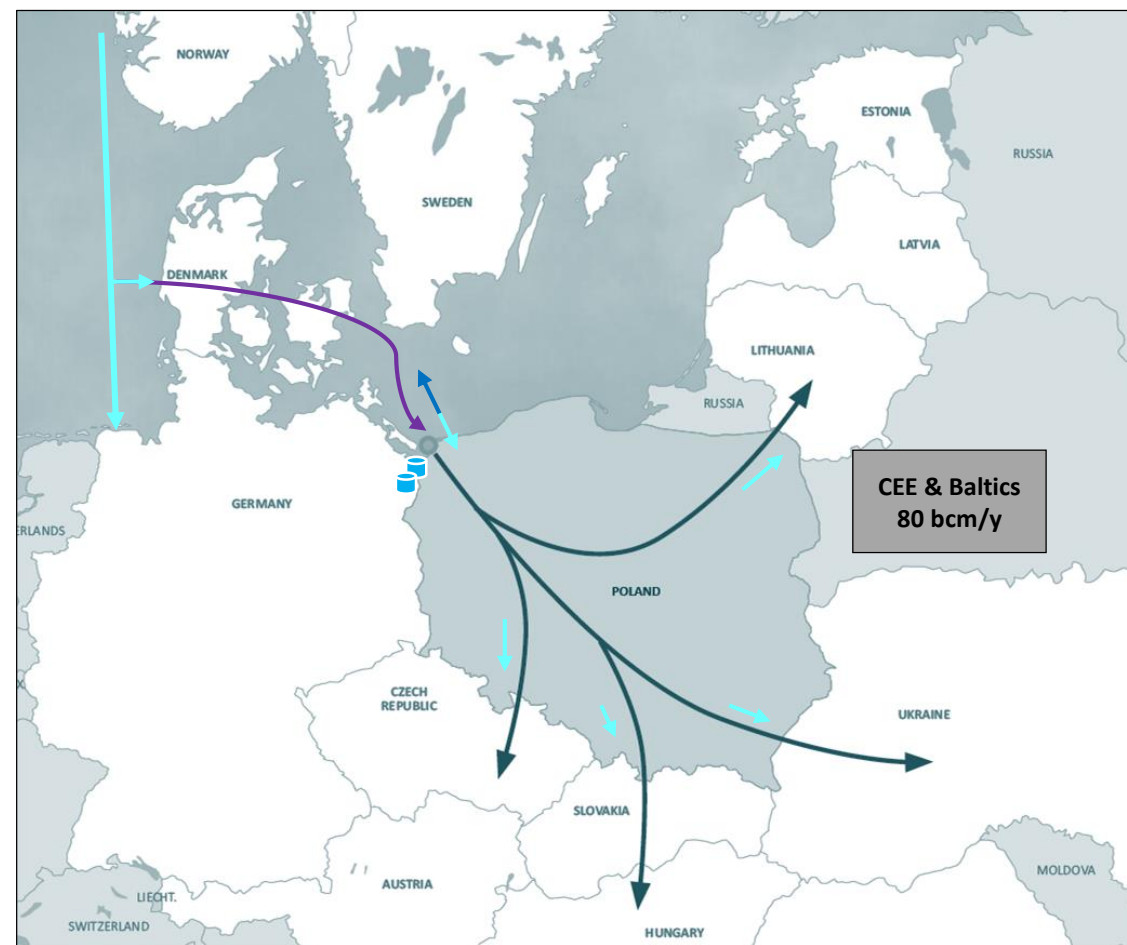 NORWAY
ESTONIA
RUSSIA
SWEDEN
LATVIA
DENMARK
LITHUANIA
RUSSIA
CEE & Baltics
80 bcm/y
GERMANY
ERLANDS
POLAND
CZECH
REPUBLIC
UKRAINE
SLOVAKIA
MOLDOVA
AUSTRIA
LIECHT.
SWITZERLAND
HUNGARY